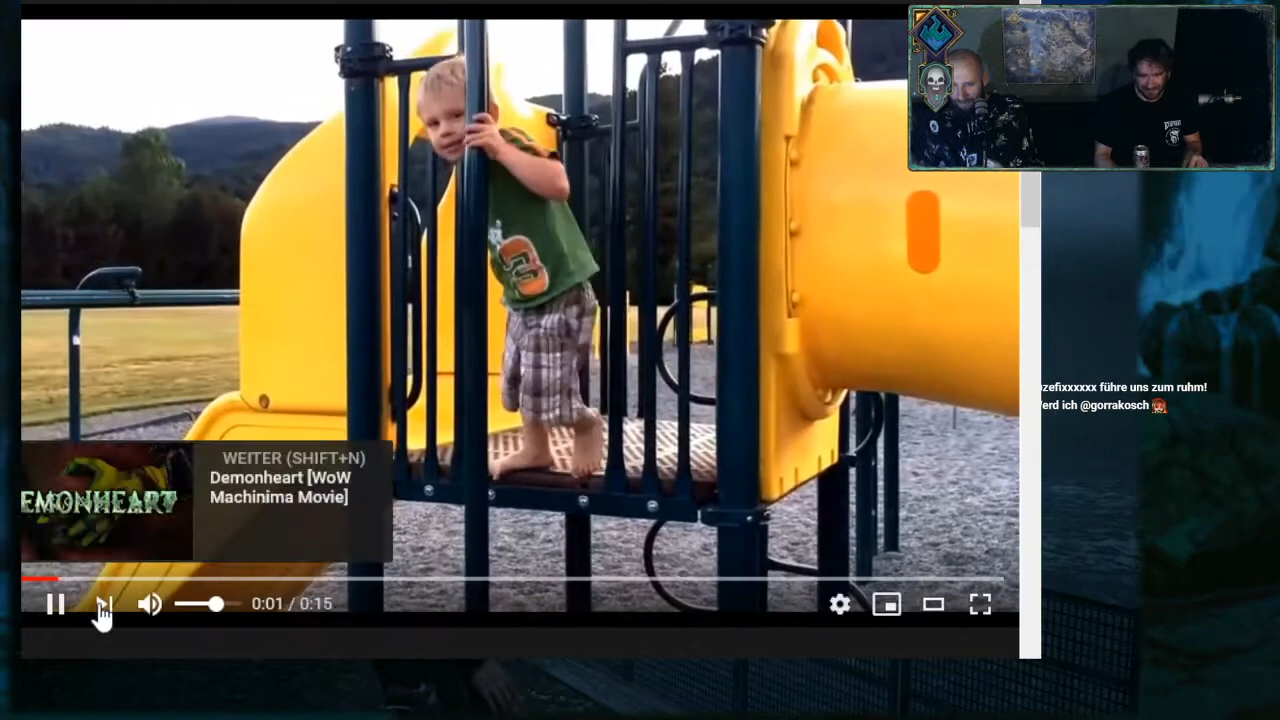 zefixxxxxx führe uns zum ruhm!
erd ich @gorrakosch
WEITER (SHIFT+N)
Demonheart [WoW
Machinima Movie]
EMONHEART
0:01 / 0:15